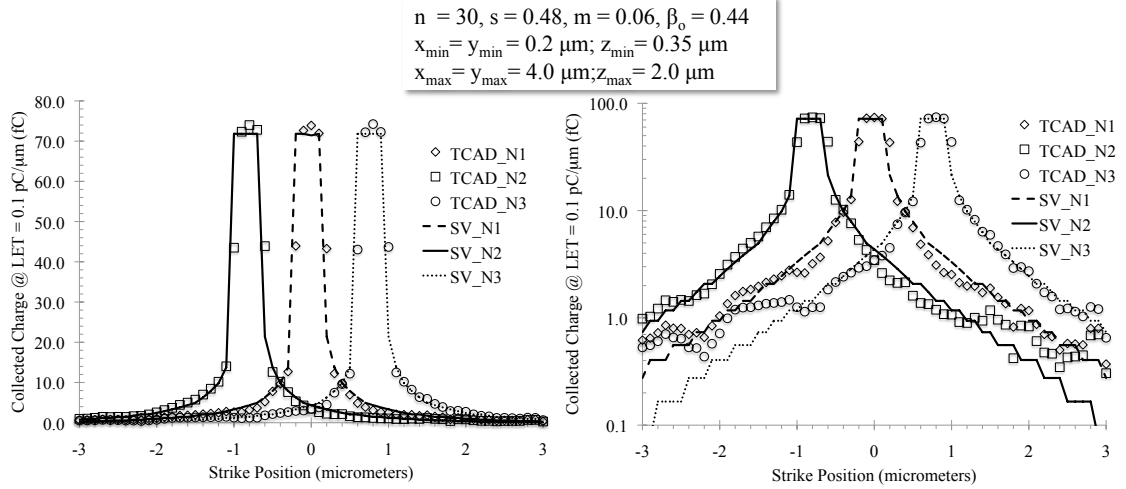 n = 30, s = 0.48, m = 0.06, βo = 0.44
xmin= ymin = 0.2 μm; zmin= 0.35 μm
xmax= ymax= 4.0 μm;zmax= 2.0 μm
80.0
70.0
60.0
50.0
40.0
30.0
20.0
10.0
0.0
Collected Charge @ LET = 0.1 pC/μm (fC)
-3
-2
-1
0
1
2
3
Strike Position (micrometers)
TCAD_N1
TCAD_N2
TCAD_N3
SV_N1
SV_N2
SV_N3
100.0
10.0
1.0
0.1
Collected Charge @ LET = 0.1 pC/μm (fC)
-3
-2
-1
0
1
2
3
Strike Position (micrometers)
TCAD_N1
TCAD_N2
TCAD_N3
SV_N1
SV_N2
SV_N3